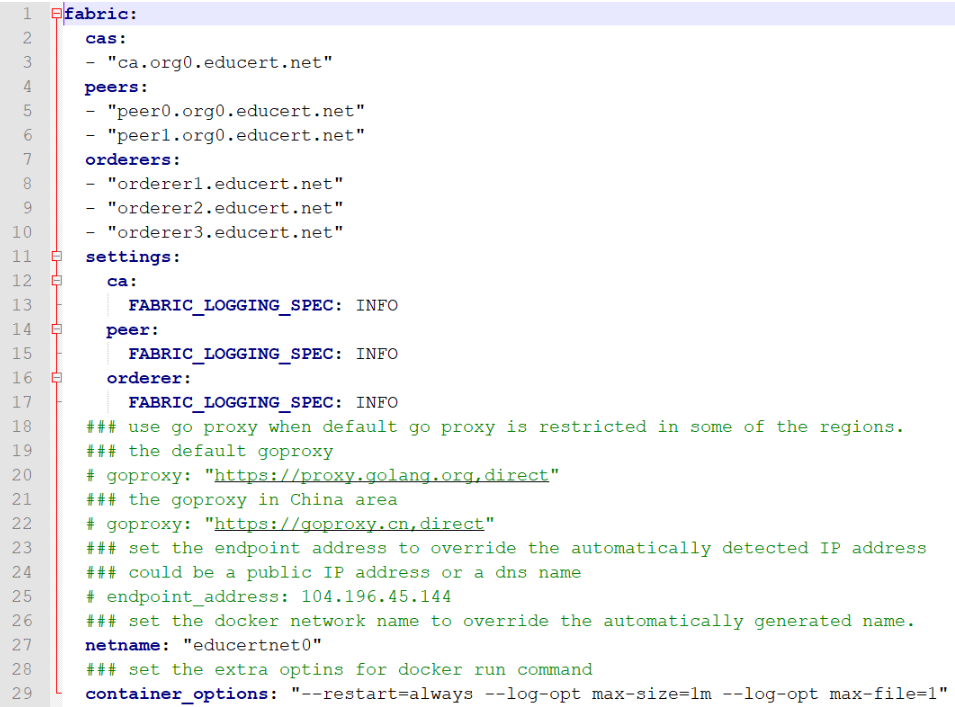 1 fabric:
2   cas:
3   - "ca.org0.educert.net"
4   peers:
5   - "peer0.org0.educert.net"
6   - "peer1.org0.educert.net"
7   orderers:
8   - "orderer1.educert.net"
9   - "orderer2.educert.net"
10   - "orderer3.educert.net"
11   settings:
12     ca:
13       FABRIC_LOGGING_SPEC: INFO
14     peer:
15       FABRIC_LOGGING_SPEC: INFO
16     orderer:
17       FABRIC_LOGGING_SPEC: INFO
18   ### use go proxy when default go proxy is restricted in some of the regions.
19   ### the default goproxy
20   # goproxy: "https://proxy.golang.org,direct"
21   ### the goproxy in China area
22   # goproxy: "https://goproxy.cn,direct"
23   ### set the endpoint address to override the automatically detected IP address
24   ### could be a public IP address or a dns name
25   # endpoint_address: 104.196.45.144
26   ### set the docker network name to override the automatically generated name.
27   netname: "educertnet0"
28   ### set the extra optins for docker run command
29   container_options: "--restart=always --log-opt max-size=1m --log-opt max-file=1"